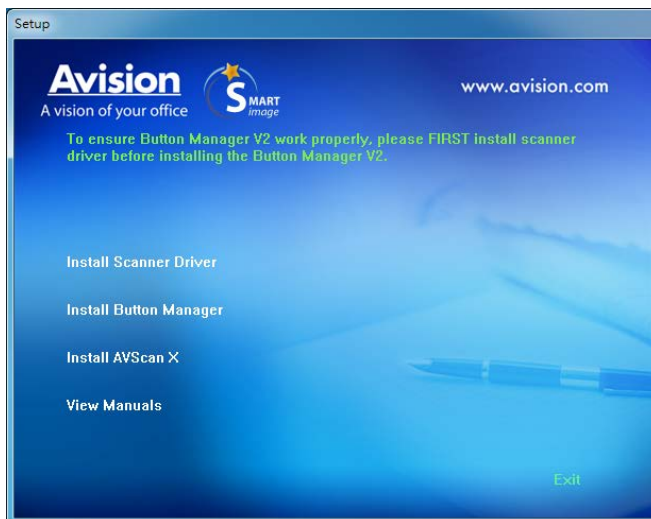 Setup
Avision
A vision of your office
SMART
image
www.avision.com
To ensure Button Manager V2 work properly, please FIRST install scanner
driver before installing the Button Manager V2.
Install Scanner Driver
Install Button Manager
Install AVScan X
View Manuals
Exit